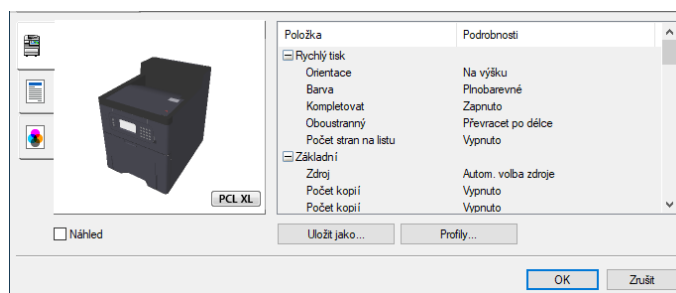 Položka Podrobnosti
Rychlý tisk
Orientace Na výšku
Barva Plnobarevné
Kompletovat Zapnuto
Oboustranný Převracet po délce
Počet stran na listu Vypnuto
Základní
Zdroj Autom. volba zdroje
Počet kopií Vypnuto
Počet kopií Vypnuto
PCL XL
Náhled Uložit jako... Profily...
OK Zrušit